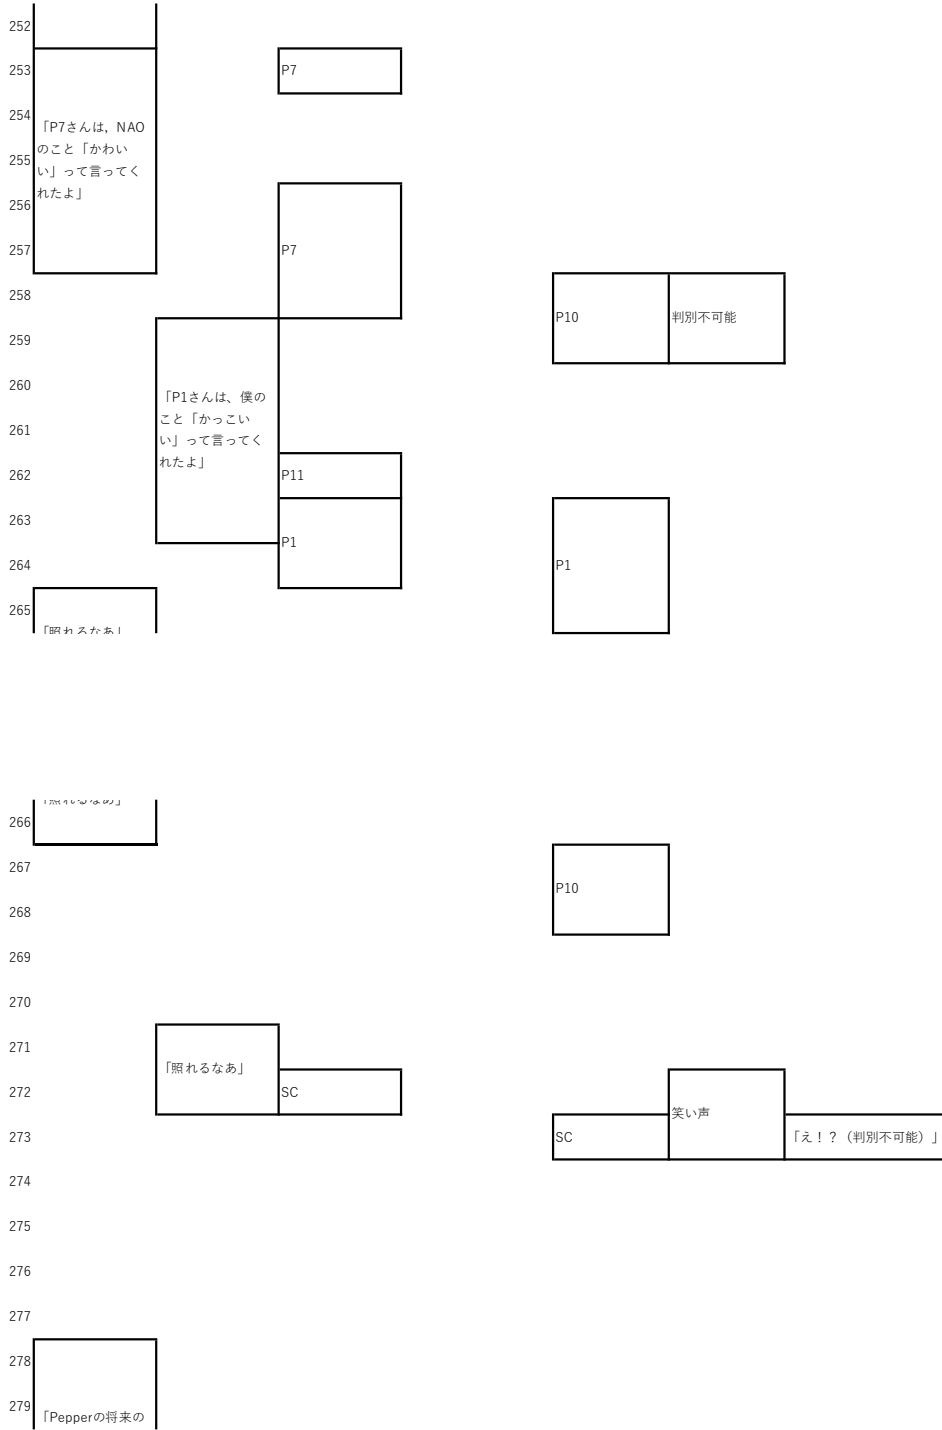 252
253
P7
254
「P7さんは，NAO
のこと「かわい
255
い」って言ってく
れたよ」
256
257
P7
258
P10
判別不可能
259
260
「P1さんは、僕の
こと「かっこい
261
い」って言ってく
れたよ」
262
P11
263
P1
264
P1
265
「照れるなあ」
「照れるなあ」
266
267
P10
268
269
270
271
「照れるなあ」
272
SC
笑い声
273
SC
「え！？（判別不可能）」
274
275
276
277
278
279
「Pepperの将来の